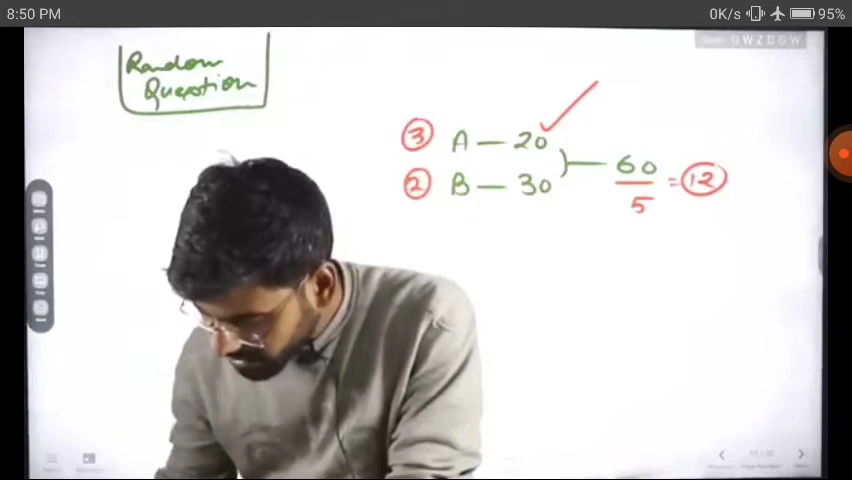 8:50 PM
0K/s
95%
Random
Question
③ A — 20
② B — 30
60
5
= 12